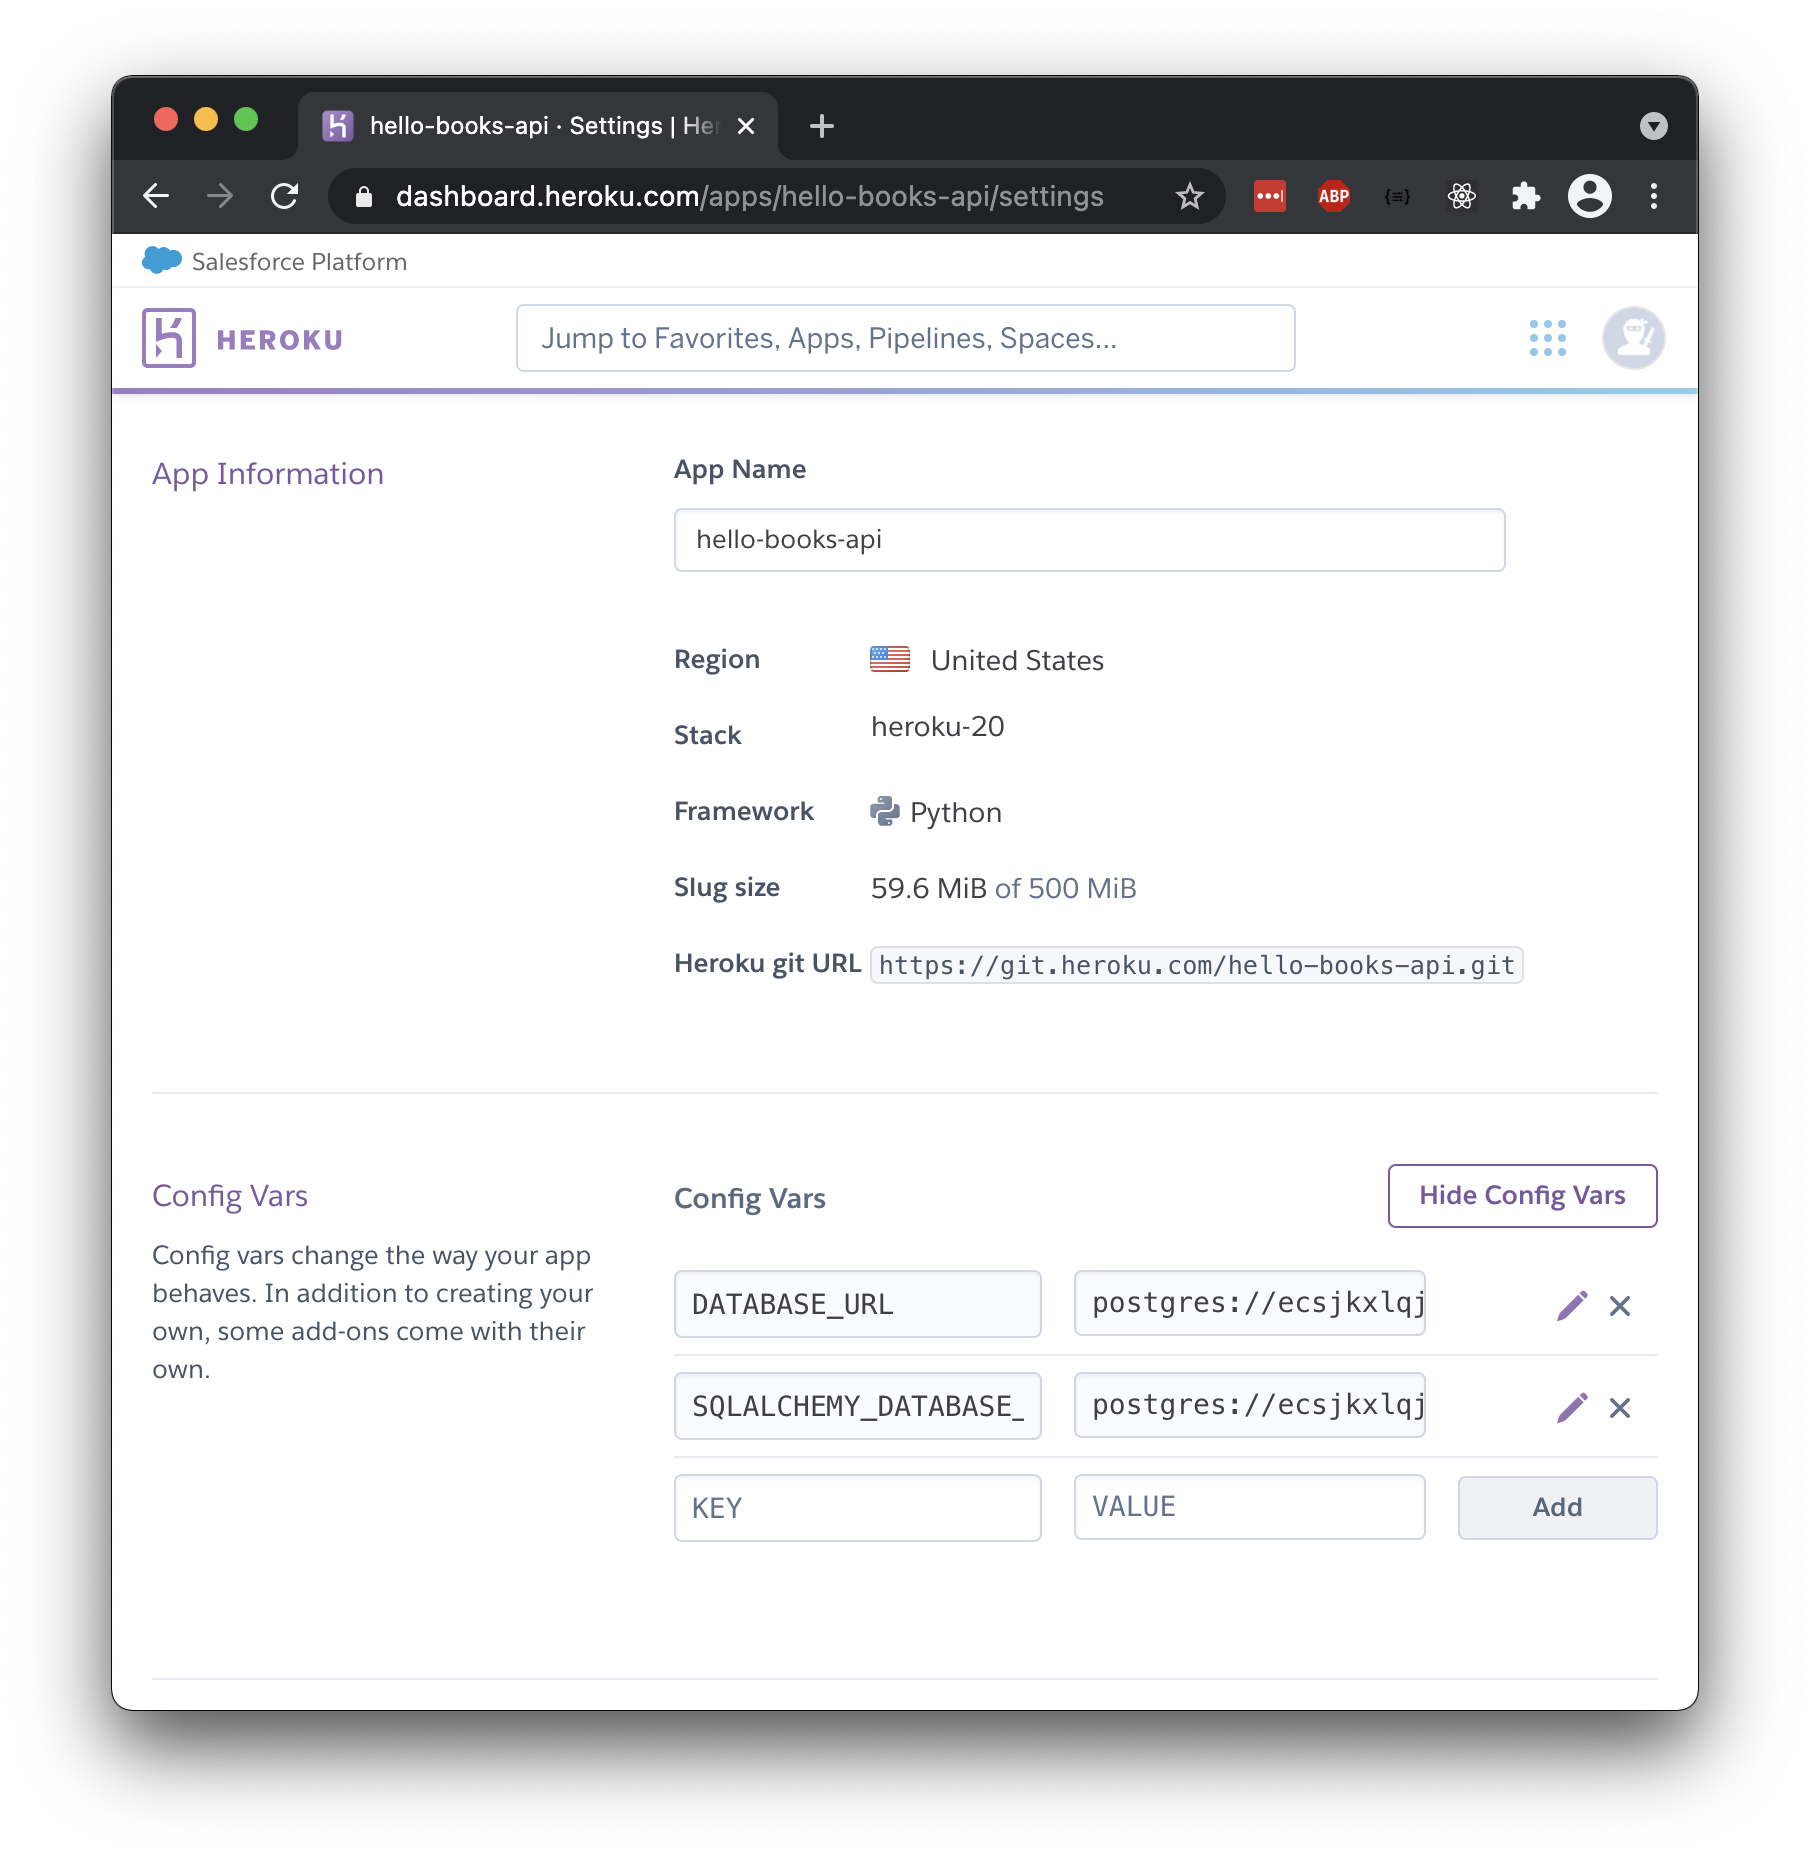 hello-books-api · Settings | Her
dashboard.heroku.com/apps/hello-books-api/settings
ABP
Salesforce Platform
HEROKU
Jump to Favorites, Apps, Pipelines, Spaces...
App Information
App Name
hello-books-api
Region United States
Stack heroku-20
Framework Python
Slug size 59.6 MiB of 500 MiB
Heroku git URL https://git.heroku.com/hello-books-api.git
Config Vars
Config vars change the way your app
behaves. In addition to creating your
own, some add-ons come with their
own.
Config Vars
Hide Config Vars
DATABASE_URL postgres://ecsjkxlqj
SQLALCHEMY_DATABASE_ postgres://ecsjkxlqj
KEY VALUE Add